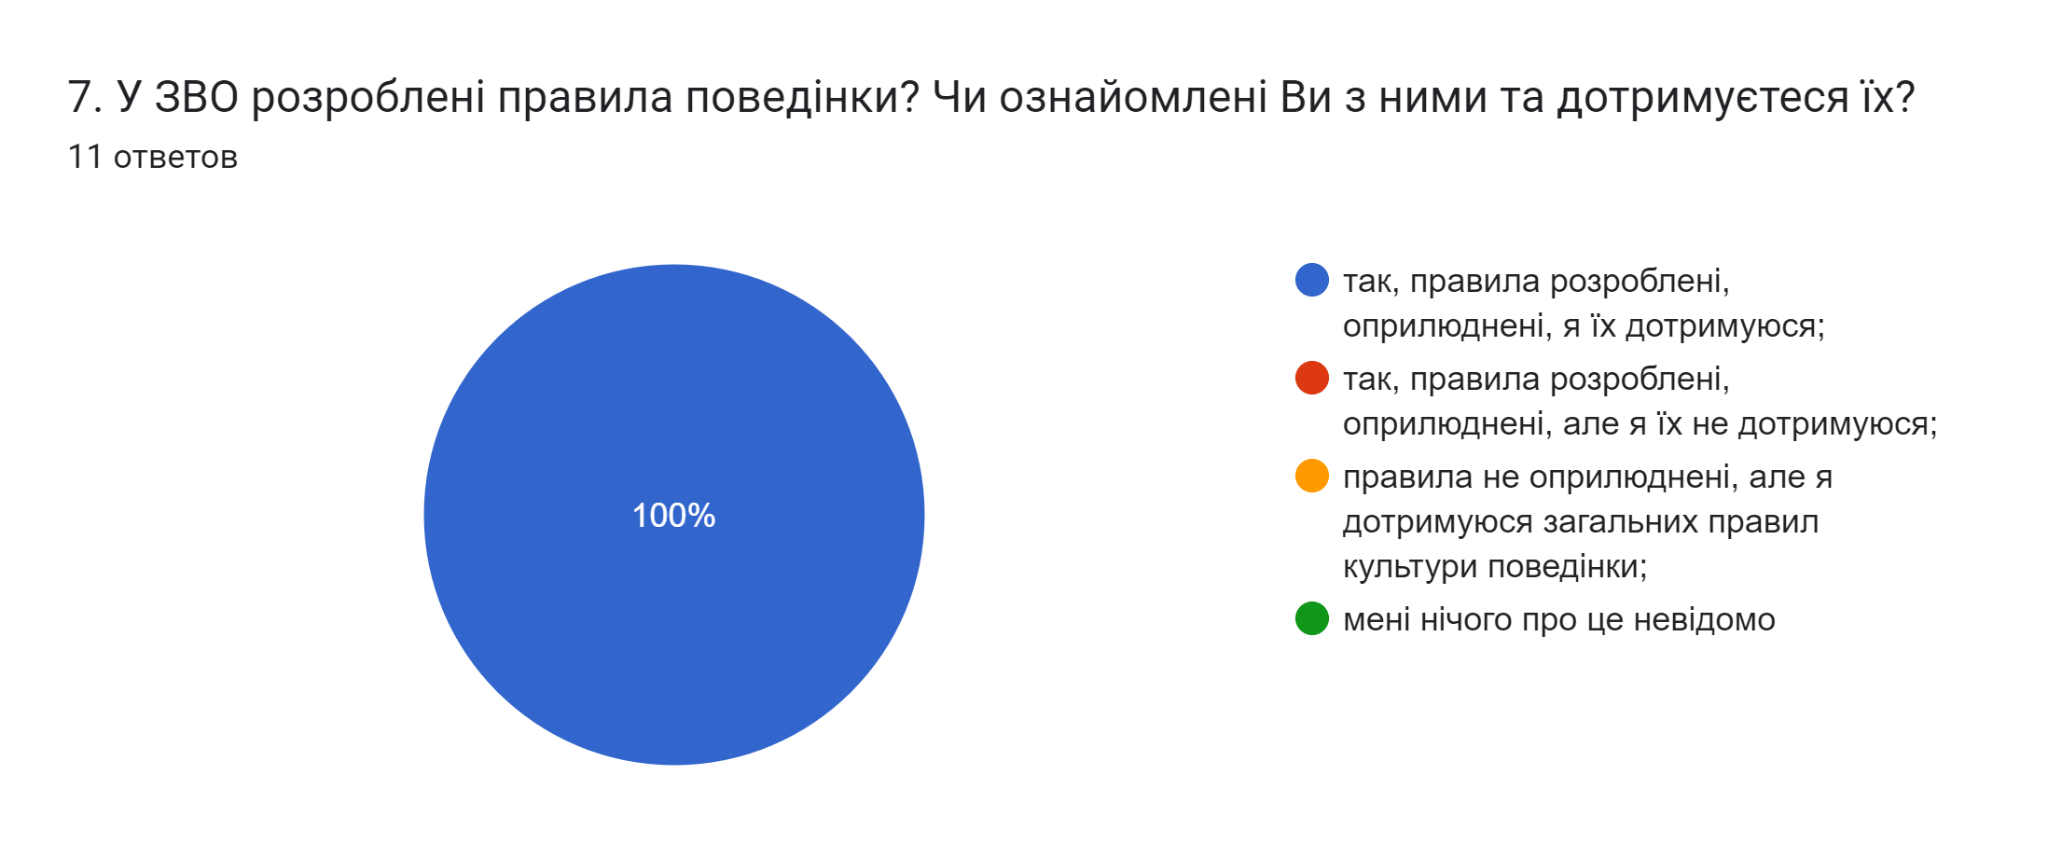 7. У ЗВО розроблені правила поведінки? Чи ознайомлені Ви з ними та дотримуєтеся їх?
11 ответов
100%
так, правила розроблені,
оприлюднені, я їх дотримуюся;
так, правила розроблені,
оприлюднені, але я їх не дотримуюся;
правила не оприлюднені, але я
дотримуюся загальних правил
культури поведінки;
мені нічого про це невідомо